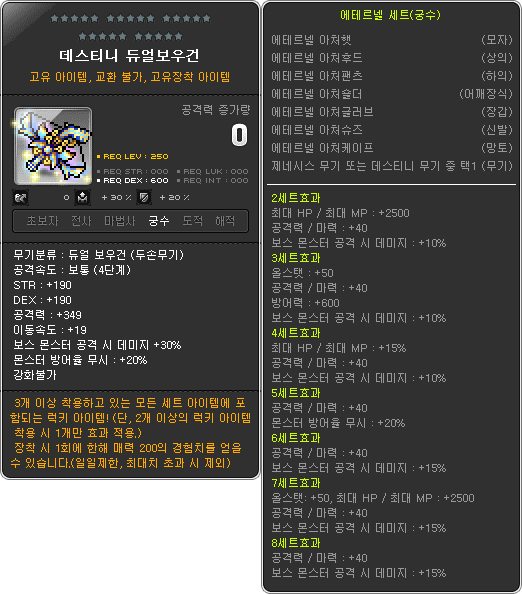 데스티니 듀얼보우건
고유 아이템, 교환 불가, 고유장착 아이템
공격력 증가량
0
REQ LEV : 250
REQ STR : 000 REQ LUK : 000
REQ DEX : 600 REQ INT : 000
0 + 30 % + 20 %
초보자 전사 마법사 궁수 도적 해적
무기분류 : 듀얼 보우건 (두손무기)
공격속도 : 보통 (4단계)
STR : +190
DEX : +190
공격력 : +349
이동속도 : +19
보스 몬스터 공격 시 데미지 +30%
몬스터 방어율 무시 : +20%
강화불가
3개 이상 착용하고 있는 모든 세트 아이템에 포
함되는 럭키 아이템! (단, 2개 이상의 럭키 아이템
착용 시 1개만 효과 적용.)
장착 시 1회에 한해 매력 200의 경험치를 얻을
수 있습니다.(일일제한, 최대치 초과 시 제외)
에테르넬 세트(궁수)
에테르넬 아처햇 (모자)
에테르넬 아처후드 (상의)
에테르넬 아처팬츠 (하의)
에테르넬 아처숄더 (어깨장식)
에테르넬 아처글러브 (장갑)
에테르넬 아처슈즈 (신발)
에테르넬 아처케이프 (망토)
제네시스 무기 또는 데스티니 무기 중 택1 (무기)
2세트효과
최대 HP / 최대 MP : +2500
공격력 / 마력 : +40
보스 몬스터 공격 시 데미지 : +10%
3세트효과
올스탯 : +50
공격력 / 마력 : +40
방어력 : +600
보스 몬스터 공격 시 데미지 : +10%
4세트효과
최대 HP / 최대 MP : +15%
공격력 / 마력 : +40
보스 몬스터 공격 시 데미지 : +10%
5세트효과
공격력 / 마력 : +40
몬스터 방어율 무시 : +20%
6세트효과
공격력 / 마력 : +40
보스 몬스터 공격 시 데미지 : +15%
7세트효과
올스탯: +50, 최대 HP / 최대 MP : +2500
공격력 / 마력 : +40
보스 몬스터 공격 시 데미지 : +15%
8세트효과
공격력 / 마력 : +40
보스 몬스터 공격 시 데미지 : +15%